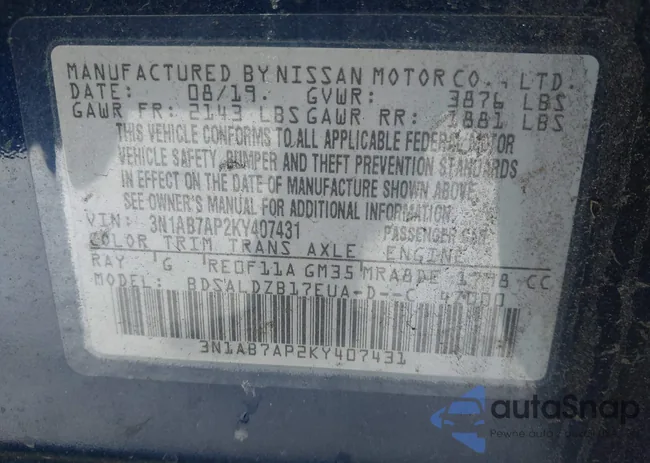 MANUFACTURED BY NISSAN MOTOR CO., LTD.
DATE: 08/19. GVWR: 3876 LBS
GAWR FR: 2143 LBS GAWR RR: 1881 LBS
THIS VEHICLE CONFORMS TO ALL APPLICABLE FEDERAL MOTOR
VEHICLE SAFETY, BUMPER AND THEFT PREVENTION STANDARDS
IN EFFECT ON THE DATE OF MANUFACTURE SHOWN ABOVE.
SEE OWNER'S MANUAL FOR ADDITIONAL INFORMATION.
VIN: 3N1AB7AP2KY407431 PASSENGER CAR
COLOR TRIM TRANS AXLE ENGINE
RAY G RE0F11A GM35 MRA8DE 1798 CC
MODEL: BDSALDZB17EUA-D--C 47000
3N1AB7AP2KY407431
autoSnap
Pewne auto